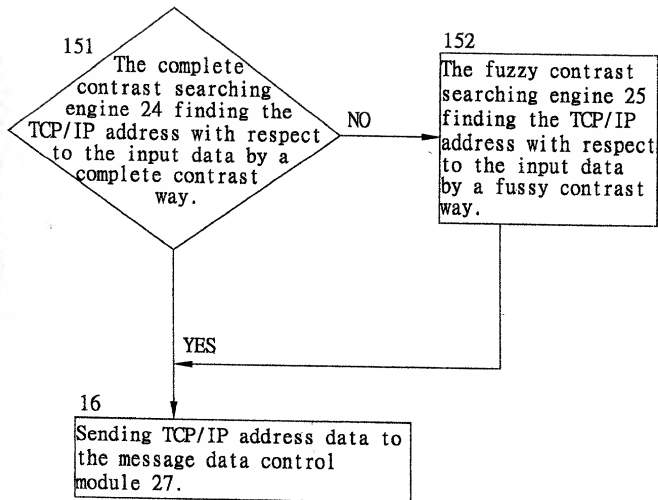 151
The complete
contrast searching
engine 24 finding the
TCP/IP address with respect
to the input data by a
complete contrast
way.
NO
152
The fuzzy contrast
searching engine 25
finding the TCP/IP
address with respect
to the input data
by a fussy contrast
way.
YES
16
Sending TCP/IP address data to
the message data control
module 27.